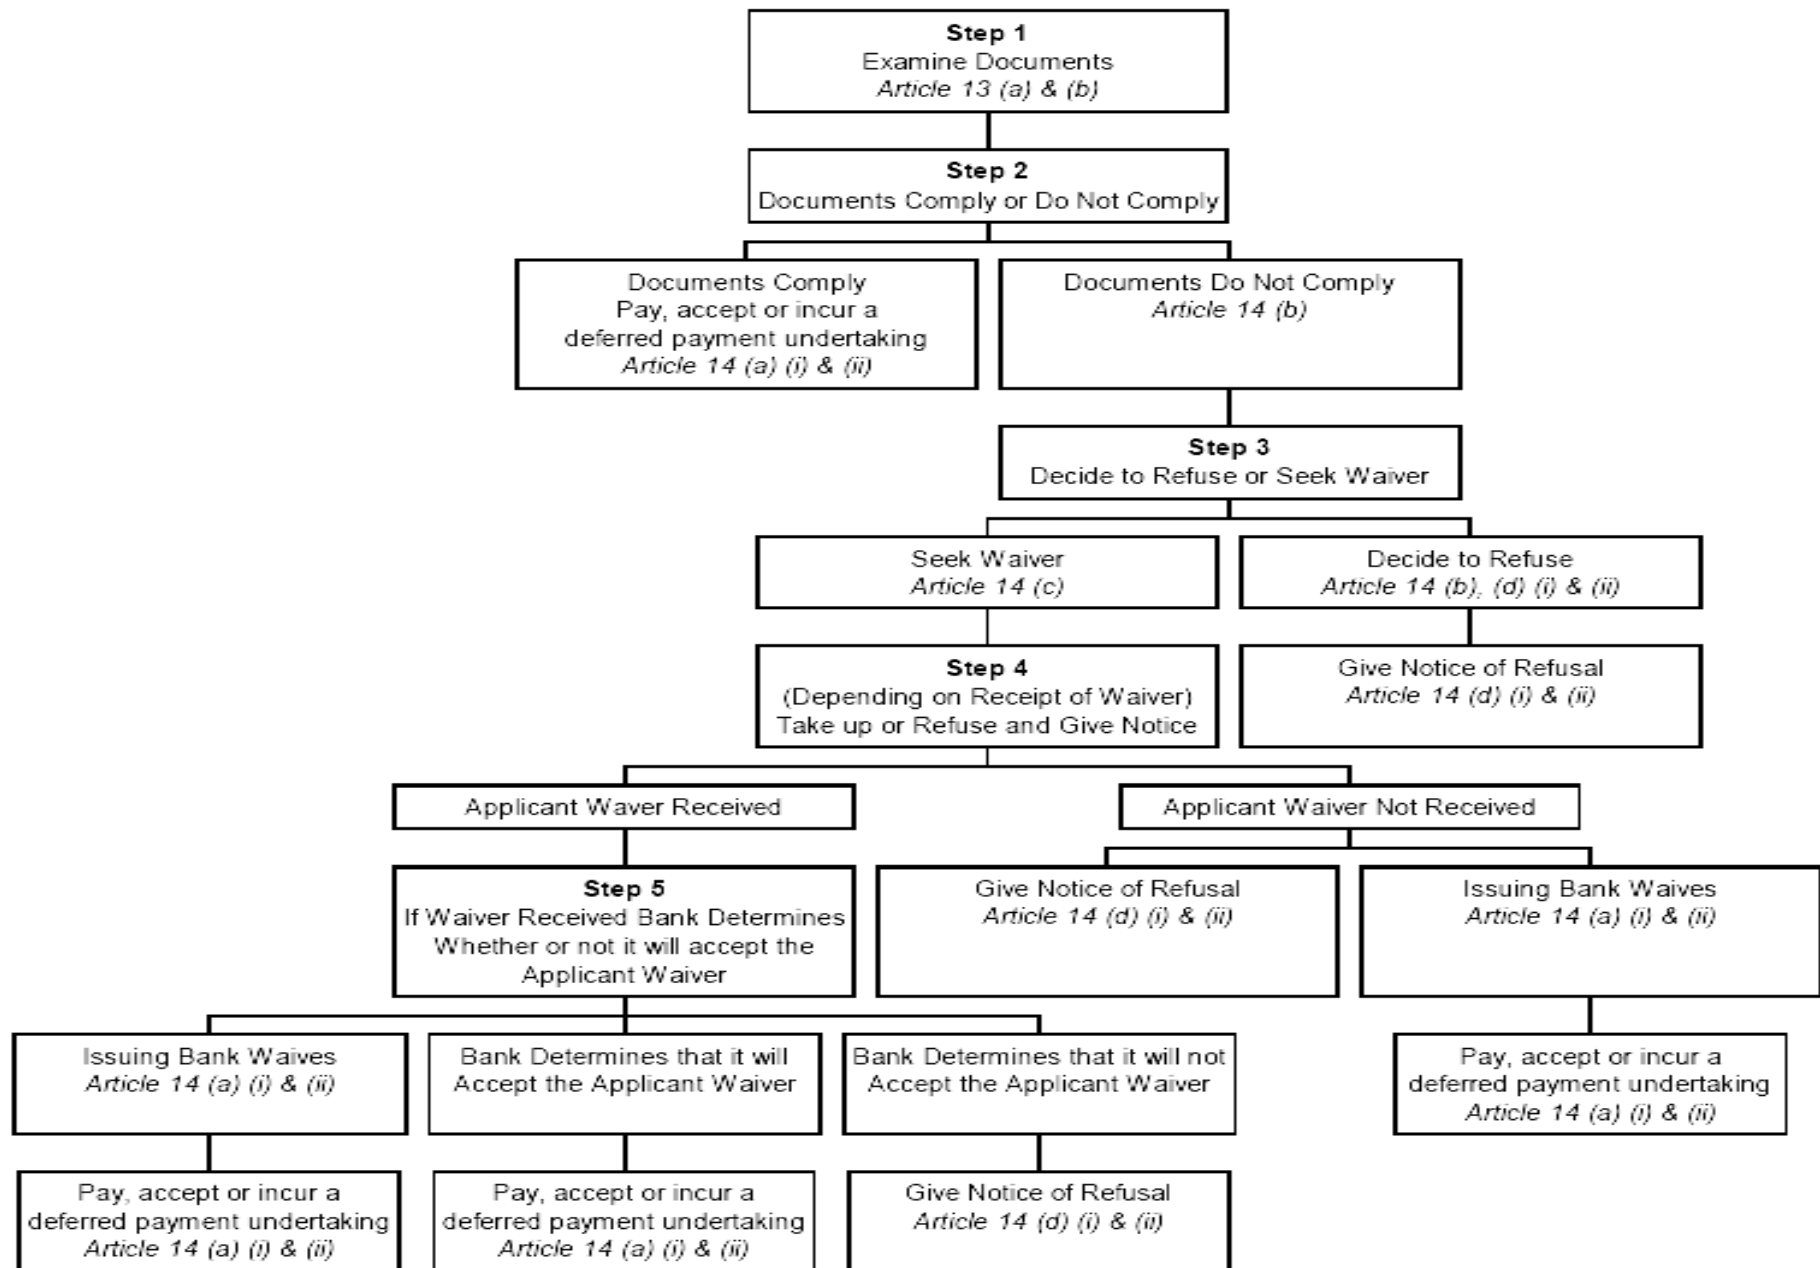 Step 1
Examine Documents
Article 13 (a) & (b)
Step 2
Documents Comply or Do Not Comply
Documents Comply
Pay, accept or incur a
deferred payment undertaking
Article 14 (a) (i) & (ii)
Documents Do Not Comply
Article 14 (b)
Step 3
Decide to Refuse or Seek Waiver
Seek Waiver
Article 14 (c)
Decide to Refuse
Article 14 (b), (d) (i) & (ii)
Step 4
(Depending on Receipt of Waiver)
Take up or Refuse and Give Notice
Give Notice of Refusal
Article 14 (d) (i) & (ii)
Applicant Waver Received
Applicant Waiver Not Received
Step 5
If Waiver Received Bank Determines
Whether or not it will accept the
Applicant Waiver
Give Notice of Refusal
Article 14 (d) (i) & (ii)
Issuing Bank Waives
Article 14 (a) (i) & (ii)
Issuing Bank Waives
Article 14 (a) (i) & (ii)
Bank Determines that it will
Accept the Applicant Waiver
Bank Determines that it will not
Accept the Applicant Waiver
Pay, accept or incur a
deferred payment undertaking
Article 14 (a) (i) & (ii)
Pay, accept or incur a
deferred payment undertaking
Article 14 (a) (i) & (ii)
Pay, accept or incur a
deferred payment undertaking
Article 14 (a) (i) & (ii)
Give Notice of Refusal
Article 14 (d) (i) & (ii)